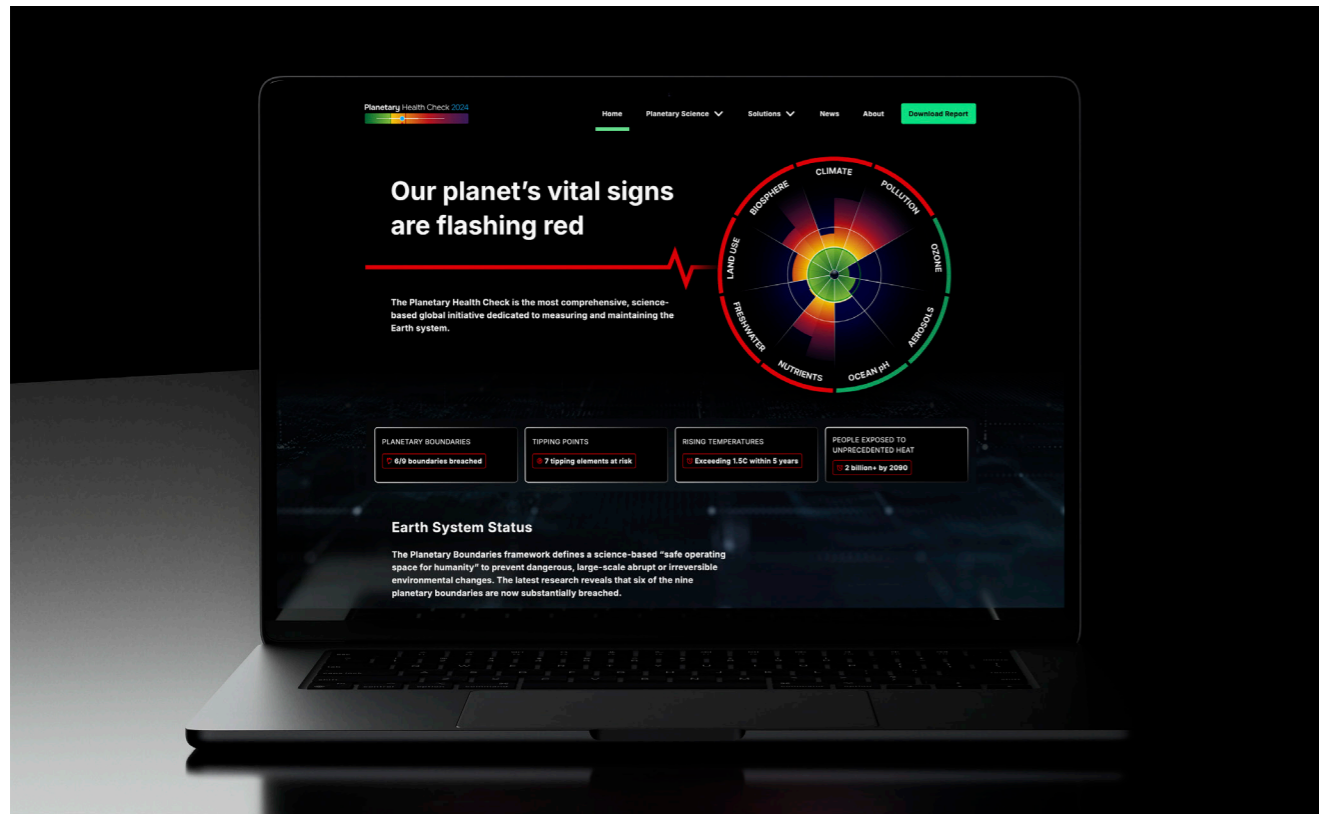 Planetary Health Check 2024
Home
Planetary Science
Solutions
News
About
Download Report
Our planet's vital signs
are flashing red
The Planetary Health Check is the most comprehensive, science-
based global initiative dedicated to measuring and maintaining the
Earth system.
CLIMATE
POLLUTION
OZONE
AEROSOLS
OCEAN pH
NUTRIENTS
FRESHWATER
LAND USE
BIOSPHERE
PLANETARY BOUNDARIES
6/9 boundaries breached
TIPPING POINTS
7 tipping elements at risk
RISING TEMPERATURES
Exceeding 1.5C within 5 years
PEOPLE EXPOSED TO
UNPRECEDENTED HEAT
2 billion+ by 2090
Earth System Status
The Planetary Boundaries framework defines a science-based “safe operating
space for humanity” to prevent dangerous, large-scale abrupt or irreversible
environmental changes. The latest research reveals that six of the nine
planetary boundaries are now substantially breached.